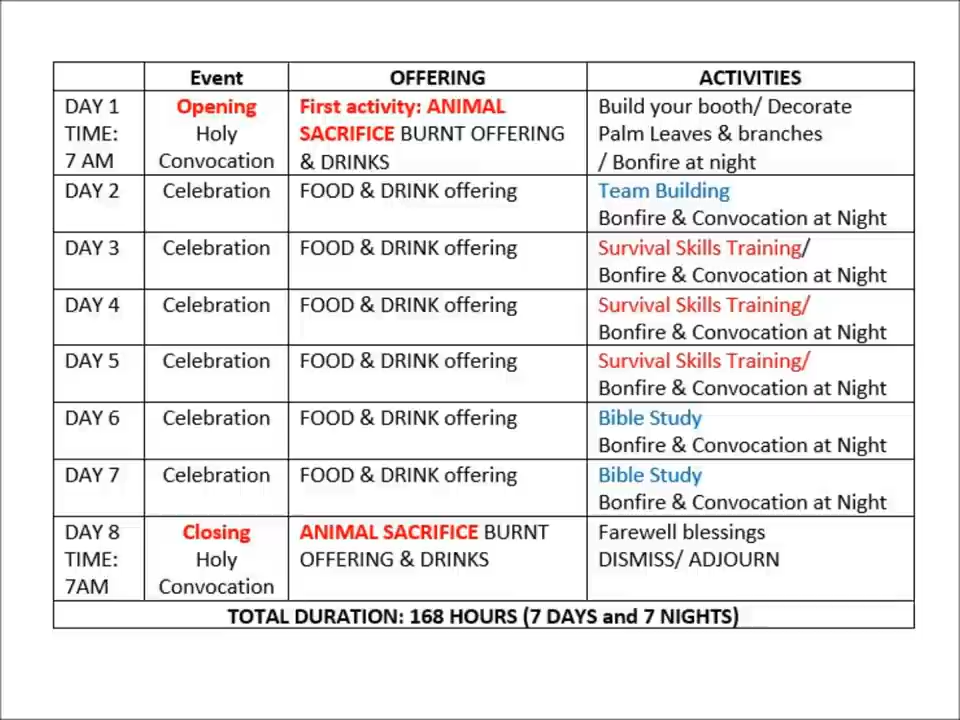 Event OFFERING ACTIVITIES
DAY 1 Opening First activity: ANIMAL Build your booth/ Decorate
TIME: Holy SACRIFICE BURNT OFFERING Palm Leaves & branches
7 AM Convocation & DRINKS / Bonfire at night
DAY 2 Celebration FOOD & DRINK offering Team Building
Bonfire & Convocation at Night
DAY 3 Celebration FOOD & DRINK offering Survival Skills Training/
Bonfire & Convocation at Night
DAY 4 Celebration FOOD & DRINK offering Survival Skills Training/
Bonfire & Convocation at Night
DAY 5 Celebration FOOD & DRINK offering Survival Skills Training/
Bonfire & Convocation at Night
DAY 6 Celebration FOOD & DRINK offering Bible Study
Bonfire & Convocation at Night
DAY 7 Celebration FOOD & DRINK offering Bible Study
Bonfire & Convocation at Night
DAY 8 Closing ANIMAL SACRIFICE BURNT Farewell blessings
TIME: Holy OFFERING & DRINKS DISMISS/ ADJOURN
7AM Convocation
TOTAL DURATION: 168 HOURS (7 DAYS and 7 NIGHTS)